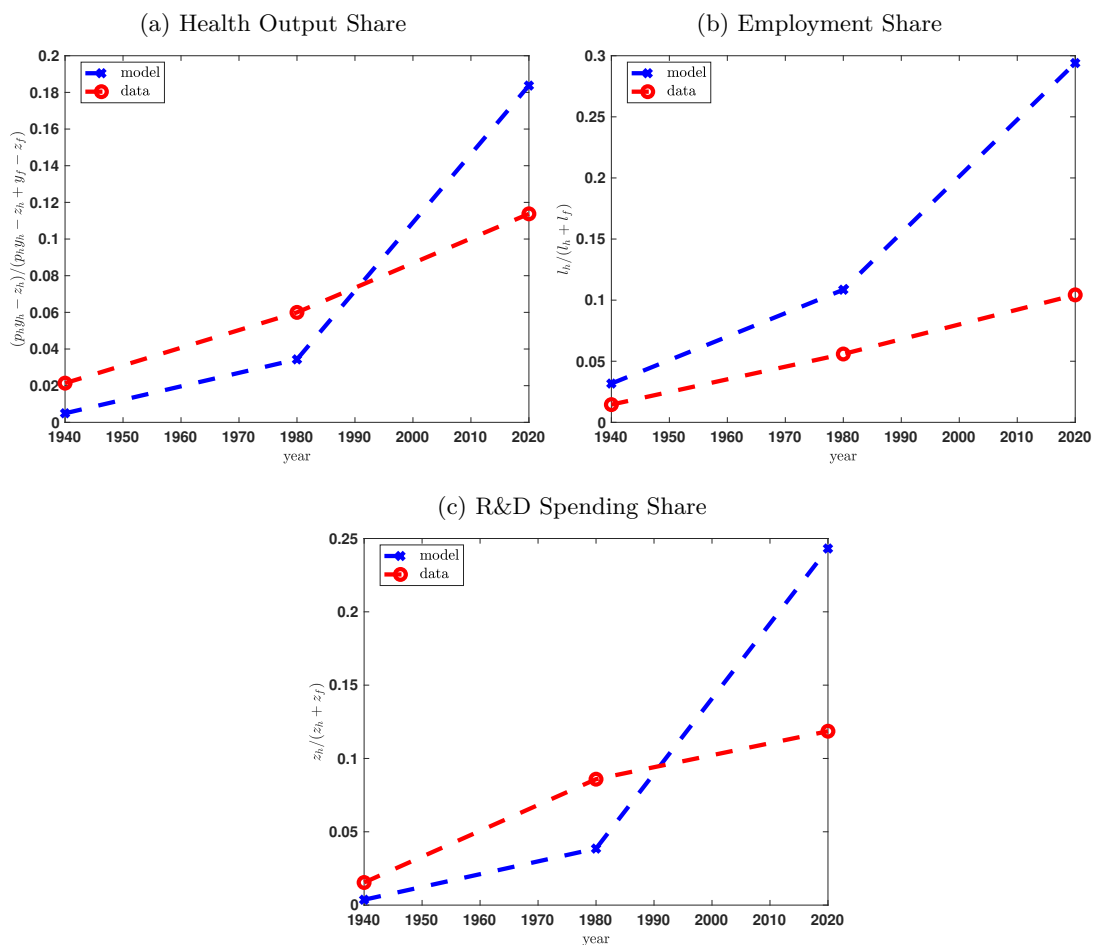 (a) Health Output Share
0.2
0.18
0.16
0.14
0.12
0.1
0.08
0.06
0.04
0.02
0
(p_h y_h − z_h)/(p_h y_h − z_h + y_f − z_f)
model
data
1940 1950 1960 1970 1980 1990 2000 2010 2020
year
(b) Employment Share
0.3
0.25
0.2
0.15
0.1
0.05
0
l_h/(l_h + l_f)
model
data
1940 1950 1960 1970 1980 1990 2000 2010 2020
year
(c) R&D Spending Share
0.25
0.2
0.15
0.1
0.05
0
z_h/(z_h + z_f)
model
data
1940 1950 1960 1970 1980 1990 2000 2010 2020
year